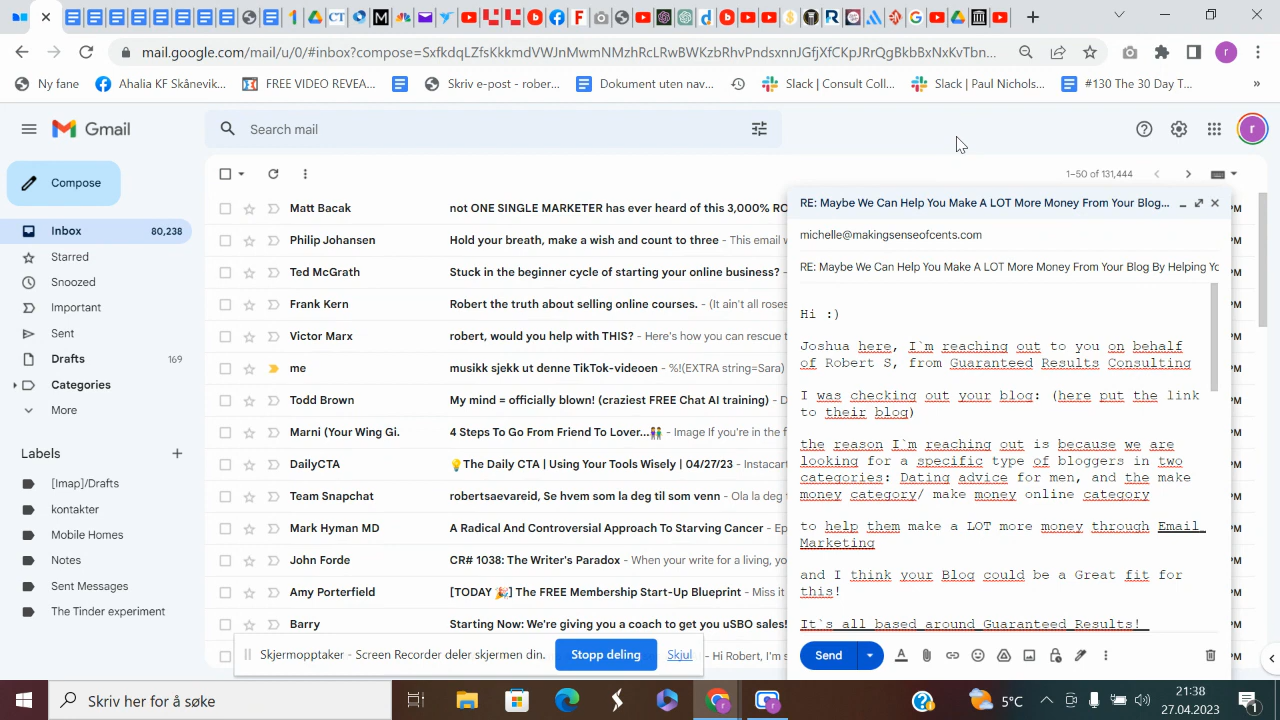 mail.google.com/mail/u/0/#inbox?compose=SxfkdqLZfsKkkmdVWJnMwmNMzhRcLRwBWKzbRhvPndsxnnJGfjXfCKpJRrQgBkbBxNxKvTbn...
Ny fane
Ahalia KF Skånevik...
FREE VIDEO REVEA...
Skriv e-post - rober...
Dokument uten nav...
Slack | Consult Coll...
Slack | Paul Nichols...
#130 The 30 Day T...
»
Gmail
Search mail
r
Compose
1–50 of 131,444
Inbox 80,238
Starred
Snoozed
Important
Sent
Drafts 169
Categories
More
Labels
[Imap]/Drafts
kontakter
Mobile Homes
Notes
Sent Messages
The Tinder experiment
Matt Backak not ONE SINGLE MARKETER has ever heard of this 3,000% RO
Philip Johansen Hold your breath, make a wish and count to three - This email
Ted McGrath Stuck in the beginner cycle of starting your online business? -
Frank Kern Robert the truth about selling online courses. - (It ain't all roses
Victor Marx robert, would you help with THIS? - Here's how you can rescue
me musikk sjekk ut denne TikTok-videoen - %!(EXTRA string=Sara)
Todd Brown My mind = officially blown! (craziest FREE Chat AI training) -
Marni (Your Wing Gi. 4 Steps To Go From Friend To Lover...👫 - Image If you're in the f
DailyCTA 💡The Daily CTA | Using Your Tools Wisely | 04/27/23 - Instacar
Team Snapchat robertsaevareid, Se hvem som la deg til som venn - Ola la deg
Mark Hyman MD A Radical And Controversial Approach To Starving Cancer - Ep
John Forde CR# 1038: The Writer's Paradox - When your write for a living, yo
Amy Porterfield [TODAY 🎉] The FREE Membership Start-Up Blueprint - Miss it
Barry Starting Now: We're giving you a coach to get you uSBO sales!
Hi Robert, I'm s
RE: Maybe We Can Help You Make A LOT More Money From Your Blog...
michelle@makingsenseofcents.com
RE: Maybe We Can Help You Make A LOT More Money From Your Blog By Helping Yo
Hi :)
Joshua here, I`m reaching out to you on behalf
of Robert S, from Guaranteed Results Consulting
I was checking out your blog: (here put the link
to their blog)
the reason I`m reaching out is because we are
looking for a specific type of bloggers in two
categories: Dating advice for men, and the make
money category/ make money online category
to help them make a LOT more money through Email
Marketing
and I think your Blog could be a Great fit for
this!
It`s all based around Guaranteed Results!
Send
Skjermopptaker - Screen Recorder deler skjermen din.
Stopp deling
Skjul
Skriv her for å søke
5°C
21:38
27.04.2023